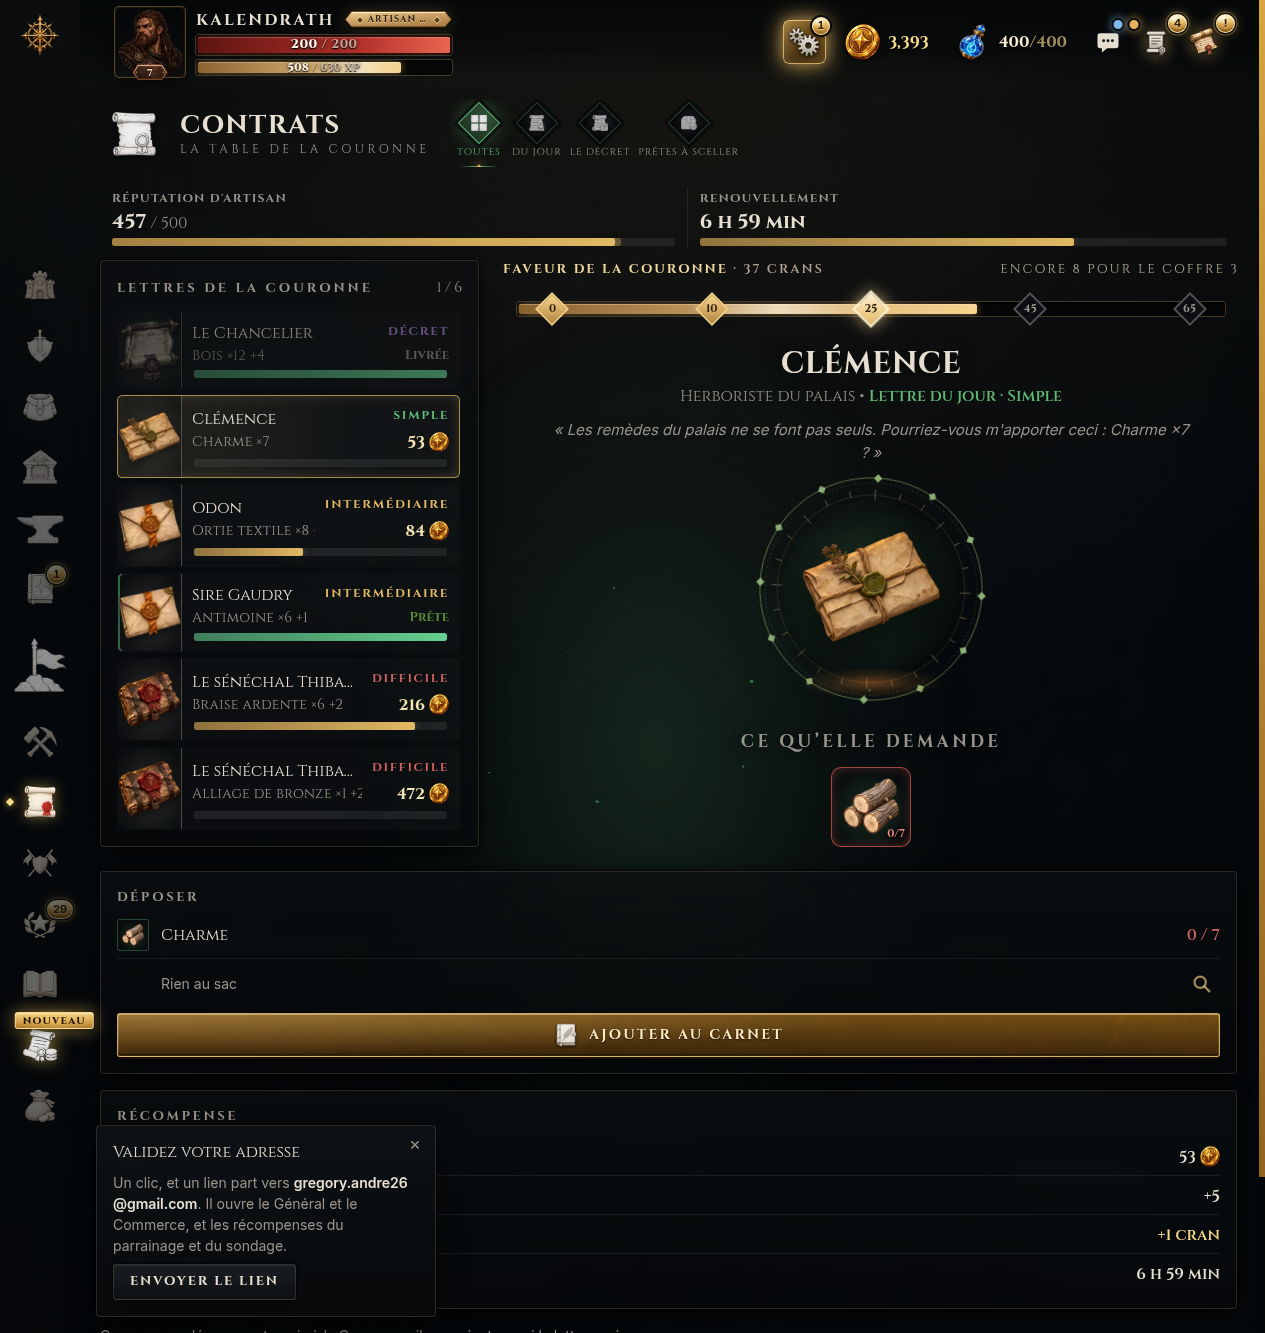 KALENDRATH
ARTISAN ...
200 / 200
508 / 630 XP
7
1
3,393
400/400
4
!
CONTRATS
LA TABLE DE LA COURONNE
TOUTES
DU JOUR
LE DÉCRET
PRÊTES À SCELLER
RÉPUTATION D'ARTISAN
457 / 500
RENOUVELLEMENT
6 H 59 MIN
LETTRES DE LA COURONNE
1/6
LE CHANCELIER
DÉCRET
BOIS ×12 +4
LIVRÉE
CLÉMENCE
SIMPLE
CHARME ×7
53
ODON
INTERMÉDIAIRE
ORTIE TEXTILE ×8 ·
84
SIRE GAUDRY
INTERMÉDIAIRE
ANTIMOINE ×6 +1
PRÊTE
LE SÉNÉCHAL THIBA...
DIFFICILE
BRAISE ARDENTE ×6 +2
216
LE SÉNÉCHAL THIBA...
DIFFICILE
ALLIAGE DE BRONZE ×1 +2
472
FAVEUR DE LA COURONNE · 37 CRANS
ENCORE 8 POUR LE COFFRE 3
0
10
25
45
65
CLÉMENCE
HERBORISTE DU PALAIS • LETTRE DU JOUR · SIMPLE
« Les remèdes du palais ne se font pas seuls. Pourriez-vous m'apporter ceci : Charme ×7
? »
CE QU'ELLE DEMANDE
0/7
1
29
NOUVEAU
DÉPOSER
CHARME
0 / 7
Rien au sac
AJOUTER AU CARNET
RÉCOMPENSE
53
+5
+1 CRAN
6 H 59 MIN
VALIDEZ VOTRE ADRESSE
×
Un clic, et un lien part vers gregory.andre26
@gmail.com. Il ouvre le Général et le
Commerce, et les récompenses du
parrainage et du sondage.
ENVOYER LE LIEN